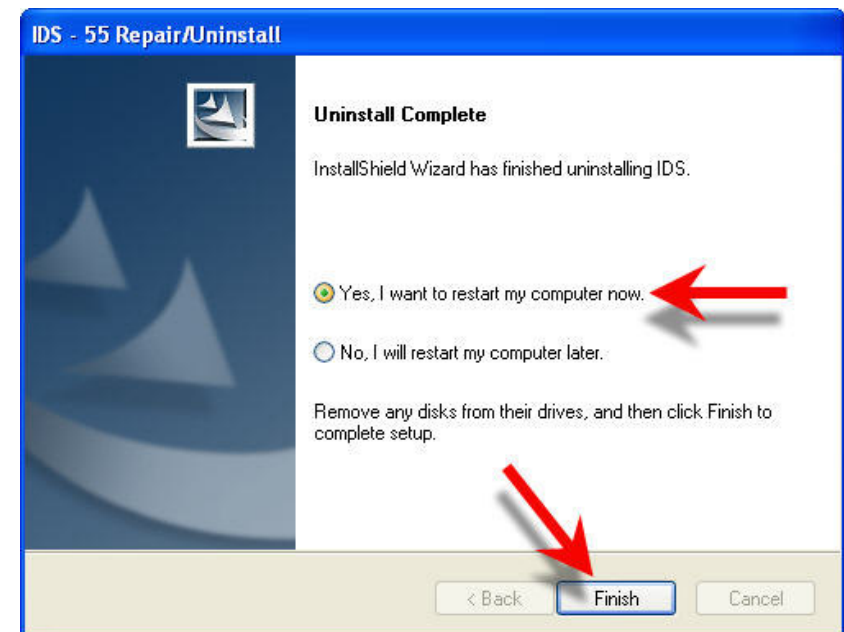 IDS - 55 Repair/Uninstall
Uninstall Complete
InstallShield Wizard has finished uninstalling IDS.
Yes, I want to restart my computer now.
No, I will restart my computer later.
Remove any disks from their drives, and then click Finish to
complete setup.
< Back
Finish
Cancel